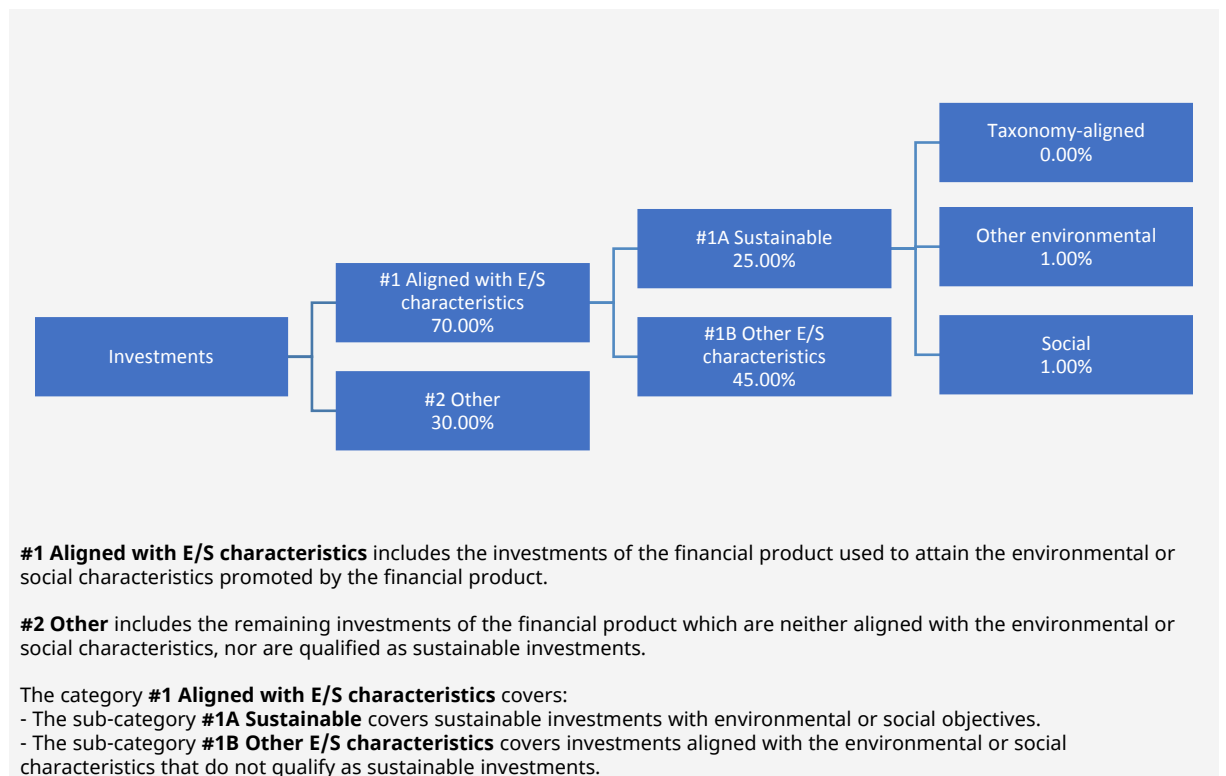 Investments
#1 Aligned with E/S
characteristics
70.00%
#2 Other
30.00%
#1A Sustainable
25.00%
#1B Other E/S
characteristics
45.00%
Taxonomy-aligned
0.00%
Other environmental
1.00%
Social
1.00%
#1 Aligned with E/S characteristics includes the investments of the financial product used to attain the environmental or
social characteristics promoted by the financial product.
#2 Other includes the remaining investments of the financial product which are neither aligned with the environmental or
social characteristics, nor are qualified as sustainable investments.
The category #1 Aligned with E/S characteristics covers:
- The sub-category #1A Sustainable covers sustainable investments with environmental or social objectives.
- The sub-category #1B Other E/S characteristics covers investments aligned with the environmental or social
characteristics that do not qualify as sustainable investments.